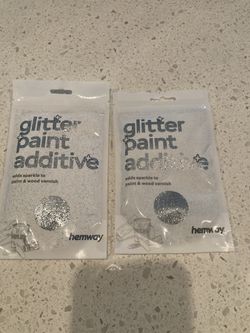 glitter
paint
additive
adds sparkle to
paint & wood varnish
hemway
glitter
paint
additive
adds sparkle to
paint & wood varnish
hemway